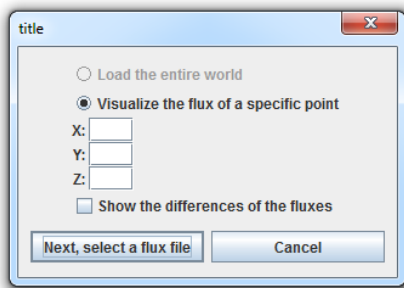 title
Load the entire world
Visualize the flux of a specific point
X:
Y:
Z:
Show the differences of the fluxes
Next, select a flux file Cancel